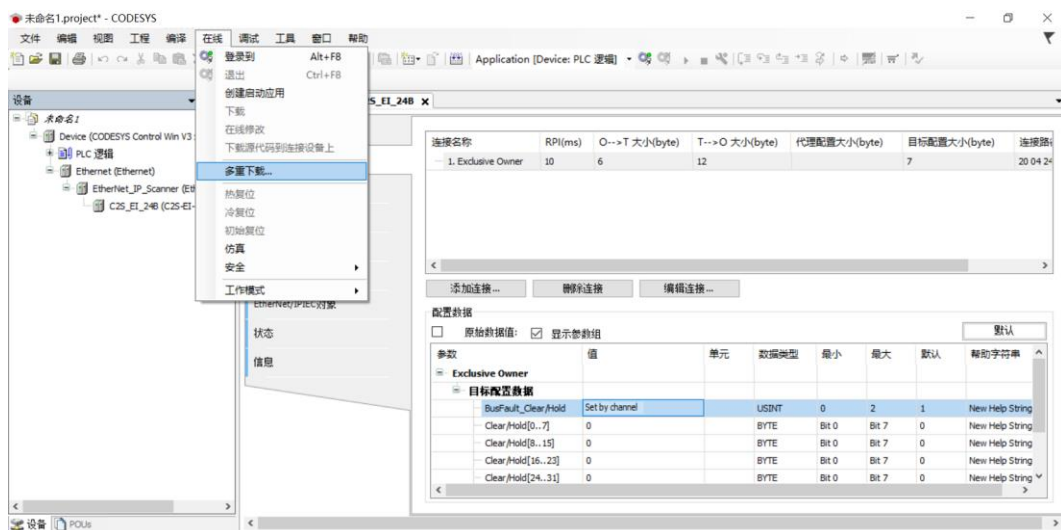 未命名1.project* - CODESYS
文件 编辑 视图 工程 编译 在线 调试 工具 窗口 帮助
Application [Device: PLC 逻辑]
登录到 Alt+F8
退出 Ctrl+F8
创建启动应用
下载
在线修改
下载源代码到连接设备上
多重下载...
热复位
冷复位
初始复位
仿真
安全
工作模式
设备
未命名1
Device (CODESYS Control Win V3
PLC 逻辑
Ethernet (Ethernet)
EtherNet_IP_Scanner (Eth
C2S_EI_24B (C2S-EI-
设备 POUs
2S_EI_24B
EtherNet/IPIEC对象
状态
信息
连接名称 RPI(ms) O-->T 大小(byte) T-->O 大小(byte) 代理配置大小(byte) 目标配置大小(byte) 连接路
1. Exclusive Owner 10 6 12 7 20 04 24
添加连接... 删除连接 编辑连接...
配置数据
原始数据值: 显示参数组 默认
参数 值 单元 数据类型 最小 最大 默认 帮助字符串
Exclusive Owner
目标配置数据
BusFault_Clear/Hold Set by channel USINT 0 2 1 New Help String
Clear/Hold[0..7] 0 BYTE Bit 0 Bit 7 0 New Help String
Clear/Hold[8..15] 0 BYTE Bit 0 Bit 7 0 New Help String
Clear/Hold[16..23] 0 BYTE Bit 0 Bit 7 0 New Help String
Clear/Hold[24..31] 0 BYTE Bit 0 Bit 7 0 New Help String